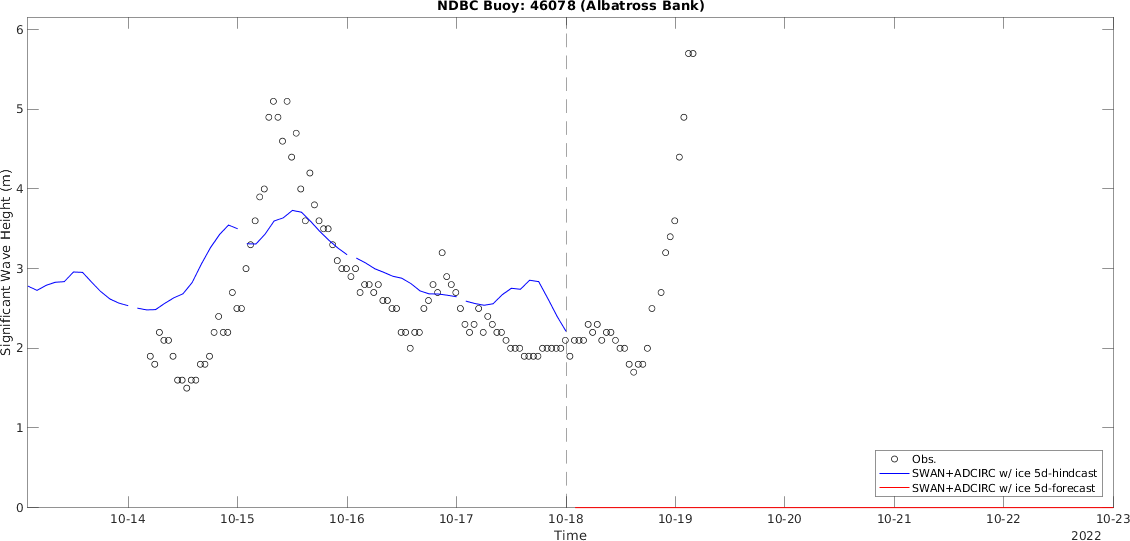 NDBC Buoy: 46078 (Albatross Bank)
Significant Wave Height (m)
6
5
4
3
2
1
0
Obs.
SWAN+ADCIRC w/ ice 5d-hindcast
SWAN+ADCIRC w/ ice 5d-forecast
10-14 10-15 10-16 10-17 10-18 10-19 10-20 10-21 10-22 10-23
Time
2022